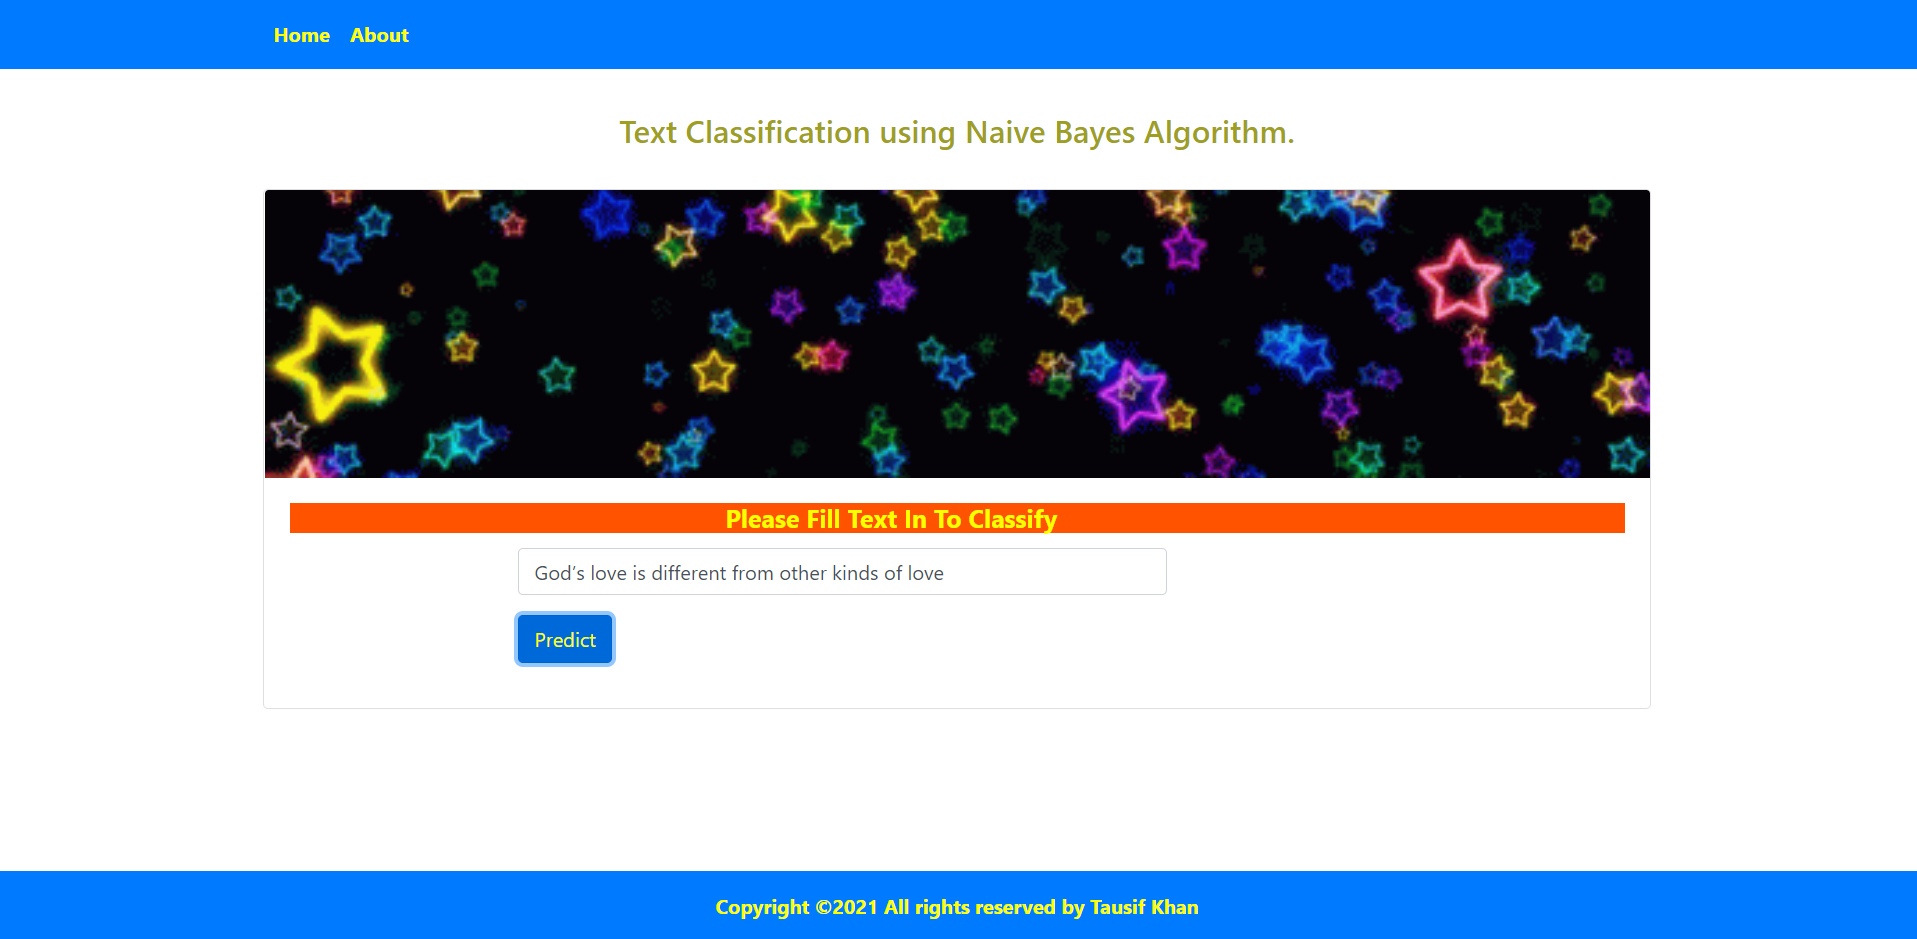 Home About
Text Classification using Naive Bayes Algorithm.
Please Fill Text In To Classify
God's love is different from other kinds of love
Predict
Copyright ©2021 All rights reserved by Tausif Khan